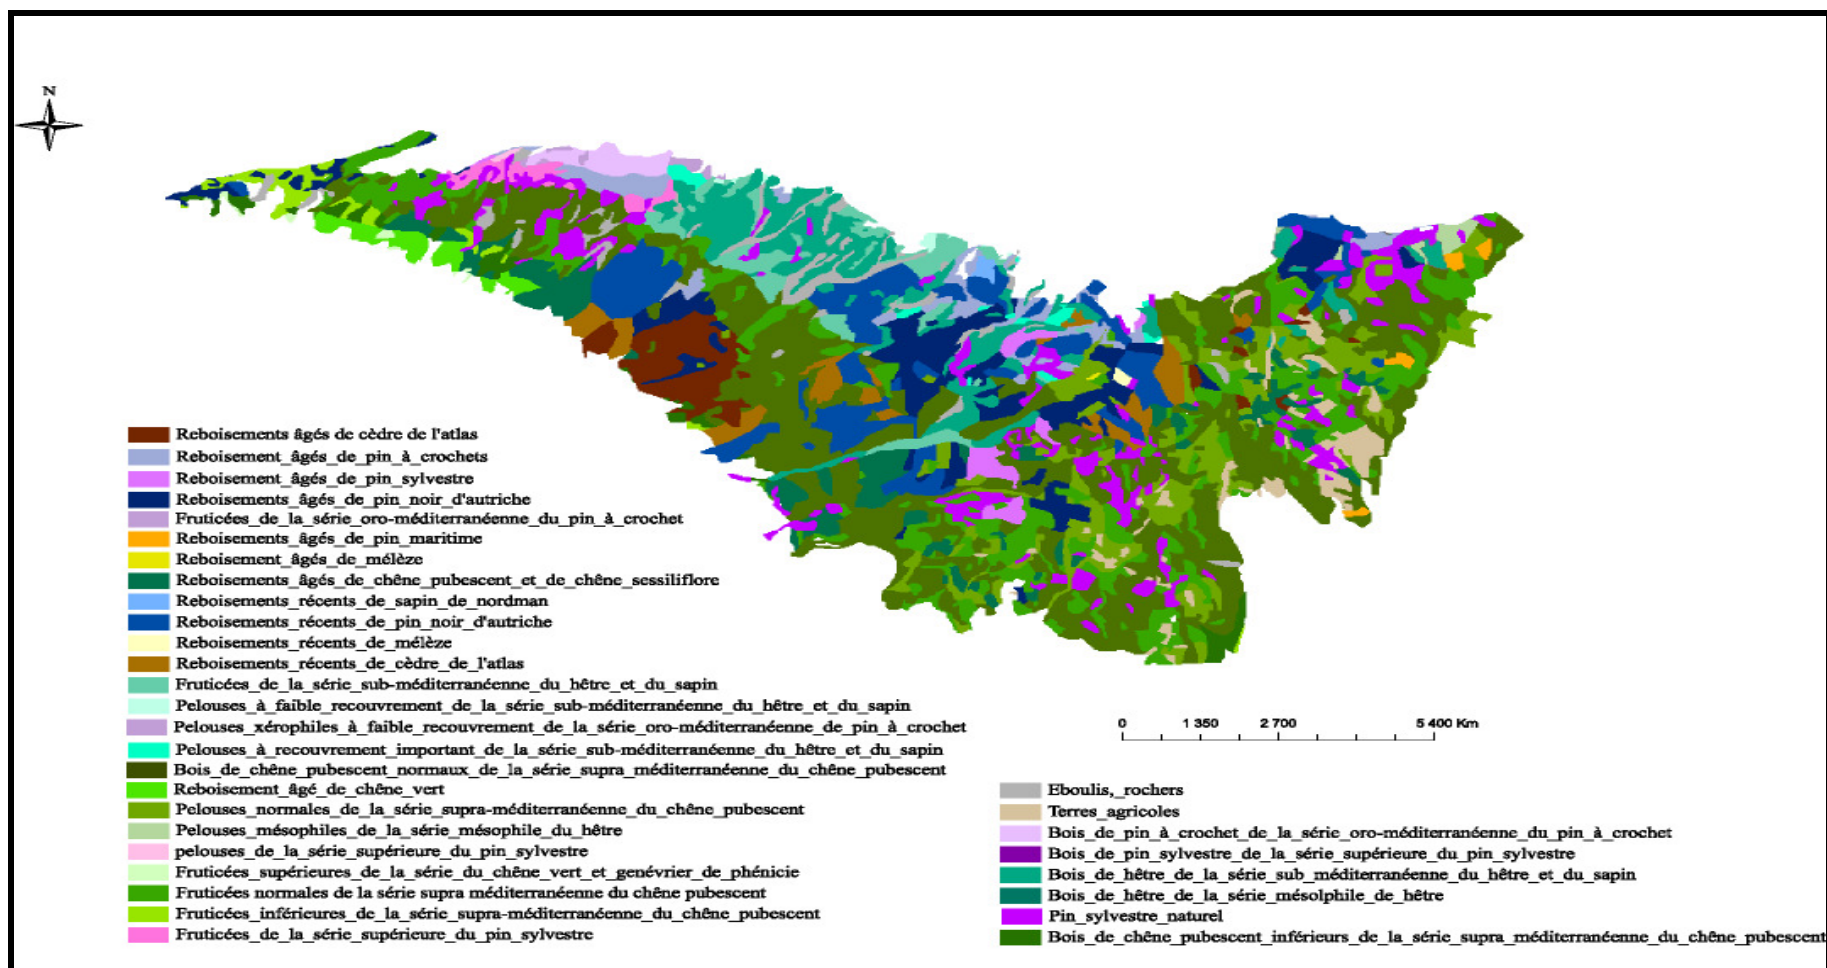 N
Reboisements âgés de cèdre de l'atlas
Reboisement_âgés_de_pin_à_crochets
Reboisement_âgés_de_pin_sylvestre
Reboisements_âgés_de_pin_noir_d'autriche
Fruticées_de_la_série_oro-méditerranéenne_du_pin_à_crochet
Reboisements_âgés_de_pin_maritime
Reboisement_âgés_de_mélèze
Reboisements_âgés_de_chêne_pubescent_et_de_chêne_sessiliflore
Reboisements_récents_de_sapin_de_nordman
Reboisements_récents_de_pin_noir_d'autriche
Reboisements_récents_de_mélèze
Reboisements_récents_de_cèdre_de_l'atlas
Fruticées_de_la_série_sub-méditerranéenne_du_hêtre_et_du_sapin
Pelouses_à_faible_recouvrement_de_la_série_sub-méditerranéenne_du_hêtre_et_du_sapin
Pelouses_xérophiles_à_faible_recouvrement_de_la_série_oro-méditerranéenne_de_pin_à_crochet
Pelouses_à_recouvrement_important_de_la_série_sub-méditerranéenne_du_hêtre_et_du_sapin
Bois_de_chêne_pubescent_normaux_de_la_série_supra_méditerranéenne_du_chêne_pubescent
Reboisement_âgé_de_chêne_vert
Pelouses_normales_de_la_série_supra-méditerranéenne_du_chêne_pubescent
Pelouses_mésophiles_de_la_série_mésophile_du_hêtre
pelouses_de_la_série_supérieure_du_pin_sylvestre
Fruticées_supérieures_de_la_série_du_chêne_vert_et_genévrier_de_phénicie
Fruticées normales de la série supra méditerranéenne du chêne pubescent
Fruticées_inférieures_de_la_série_supra-méditerranéenne_du_chêne_pubescent
Fruticées_de_la_série_supérieure_du_pin_sylvestre
0 1 350 2 700 5 400 Km
Eboulis,_rochers
Terres_agricoles
Bois_de_pin_à_crochet_de_la_série_oro-méditerranéenne_du_pin_à_crochet
Bois_de_pin_sylvestre_de_la_série_supérieure_du_pin_sylvestre
Bois_de_hêtre_de_la_série_sub_méditerranéenne_du_hêtre_et_du_sapin
Bois_de_hêtre_de_la_série_mésolphile_de_hêtre
Pin_sylvestre_naturel
Bois_de_chêne_pubescent_inférieurs_de_la_série_supra_méditerranéenne_du_chêne_pubescent